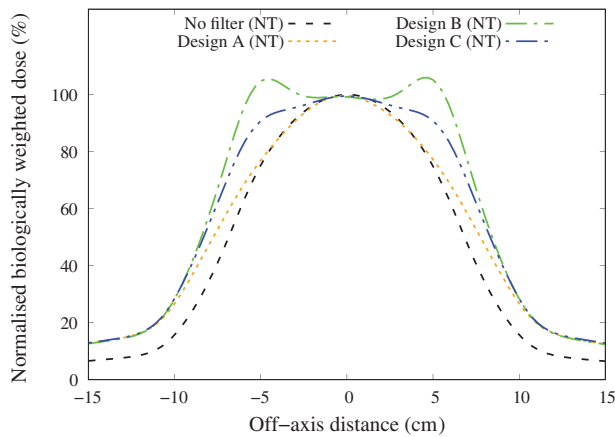 No filter (NT)
Design A (NT)
Design B (NT)
Design C (NT)
Normalised biologically weighted dose (%)
100
80
60
40
20
0
−15 −10 −5 0 5 10 15
Off−axis distance (cm)